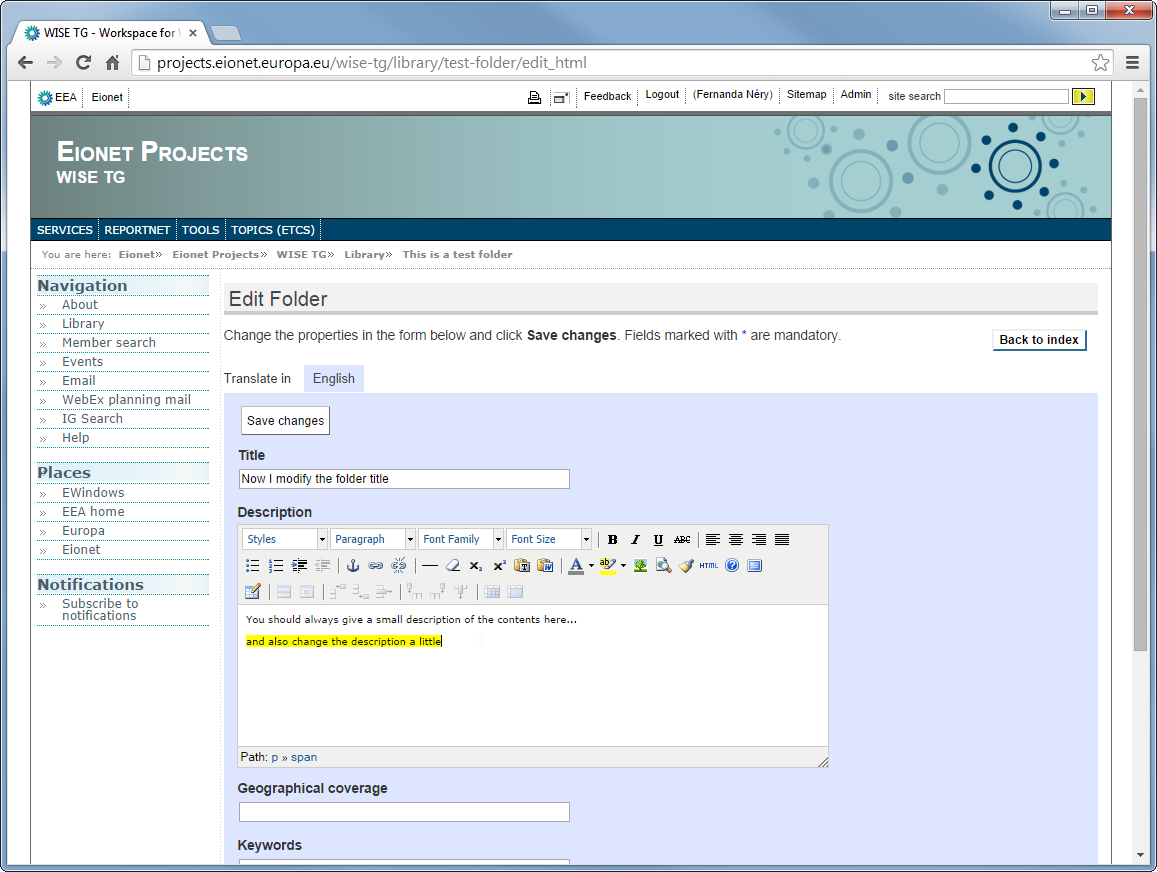 WISE TG - Workspace for
projects.eionet.europa.eu/wise-tg/library/test-folder/edit_html
EEA Eionet Feedback Logout (Fernanda Néry) Sitemap Admin site search
EIONET PROJECTS
WISE TG
SERVICES REPORTNET TOOLS TOPICS (ETCS)
You are here: Eionet» Eionet Projects» WISE TG» Library» This is a test folder
Navigation
» About
» Library
» Member search
» Events
» Email
» WebEx planning mail
» IG Search
» Help
Places
» EWindows
» EEA home
» Europa
» Eionet
Notifications
» Subscribe to
notifications
Edit Folder
Change the properties in the form below and click Save changes. Fields marked with * are mandatory.
Back to index
Translate in English
Save changes
Title
Now I modify the folder title
Description
Styles Paragraph Font Family Font Size B I U ABC
HTML
You should always give a small description of the contents here...
and also change the description a little
Path: p » span
Geographical coverage
Keywords